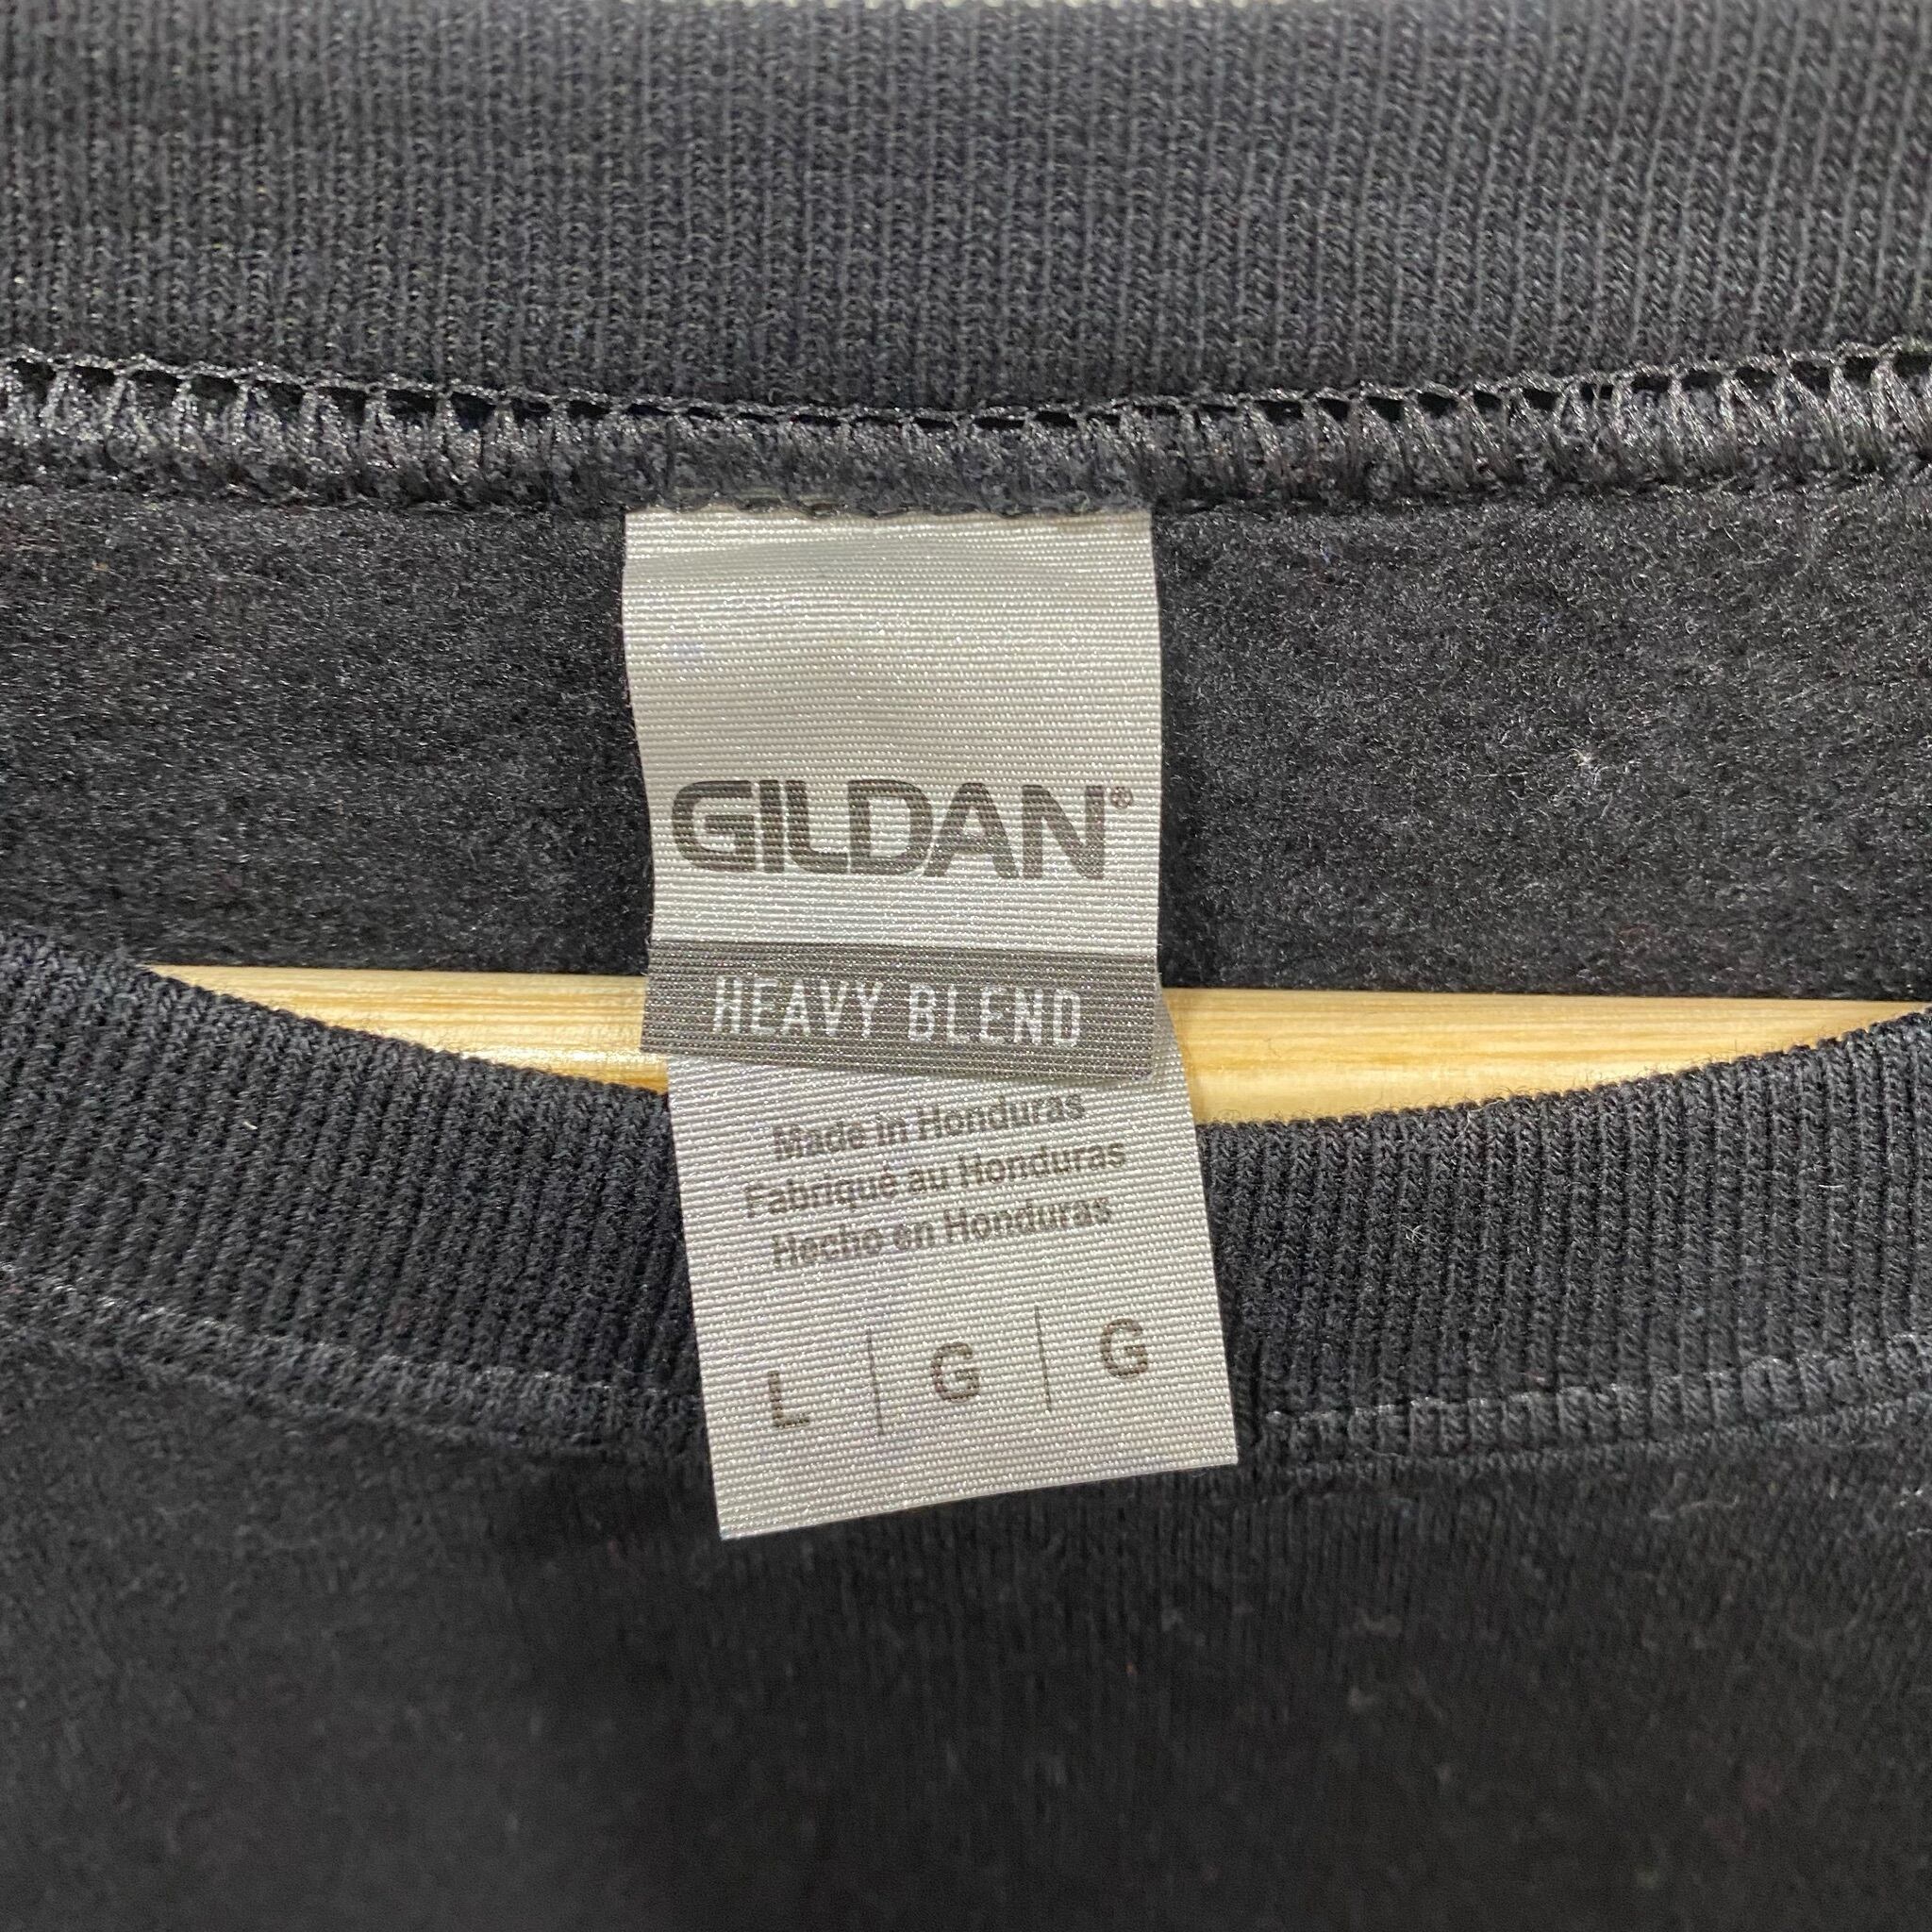 GILDAN®
HEAVY BLEND
Made in Honduras
Fabriqué au Honduras
Hecho en Honduras
L | G | G